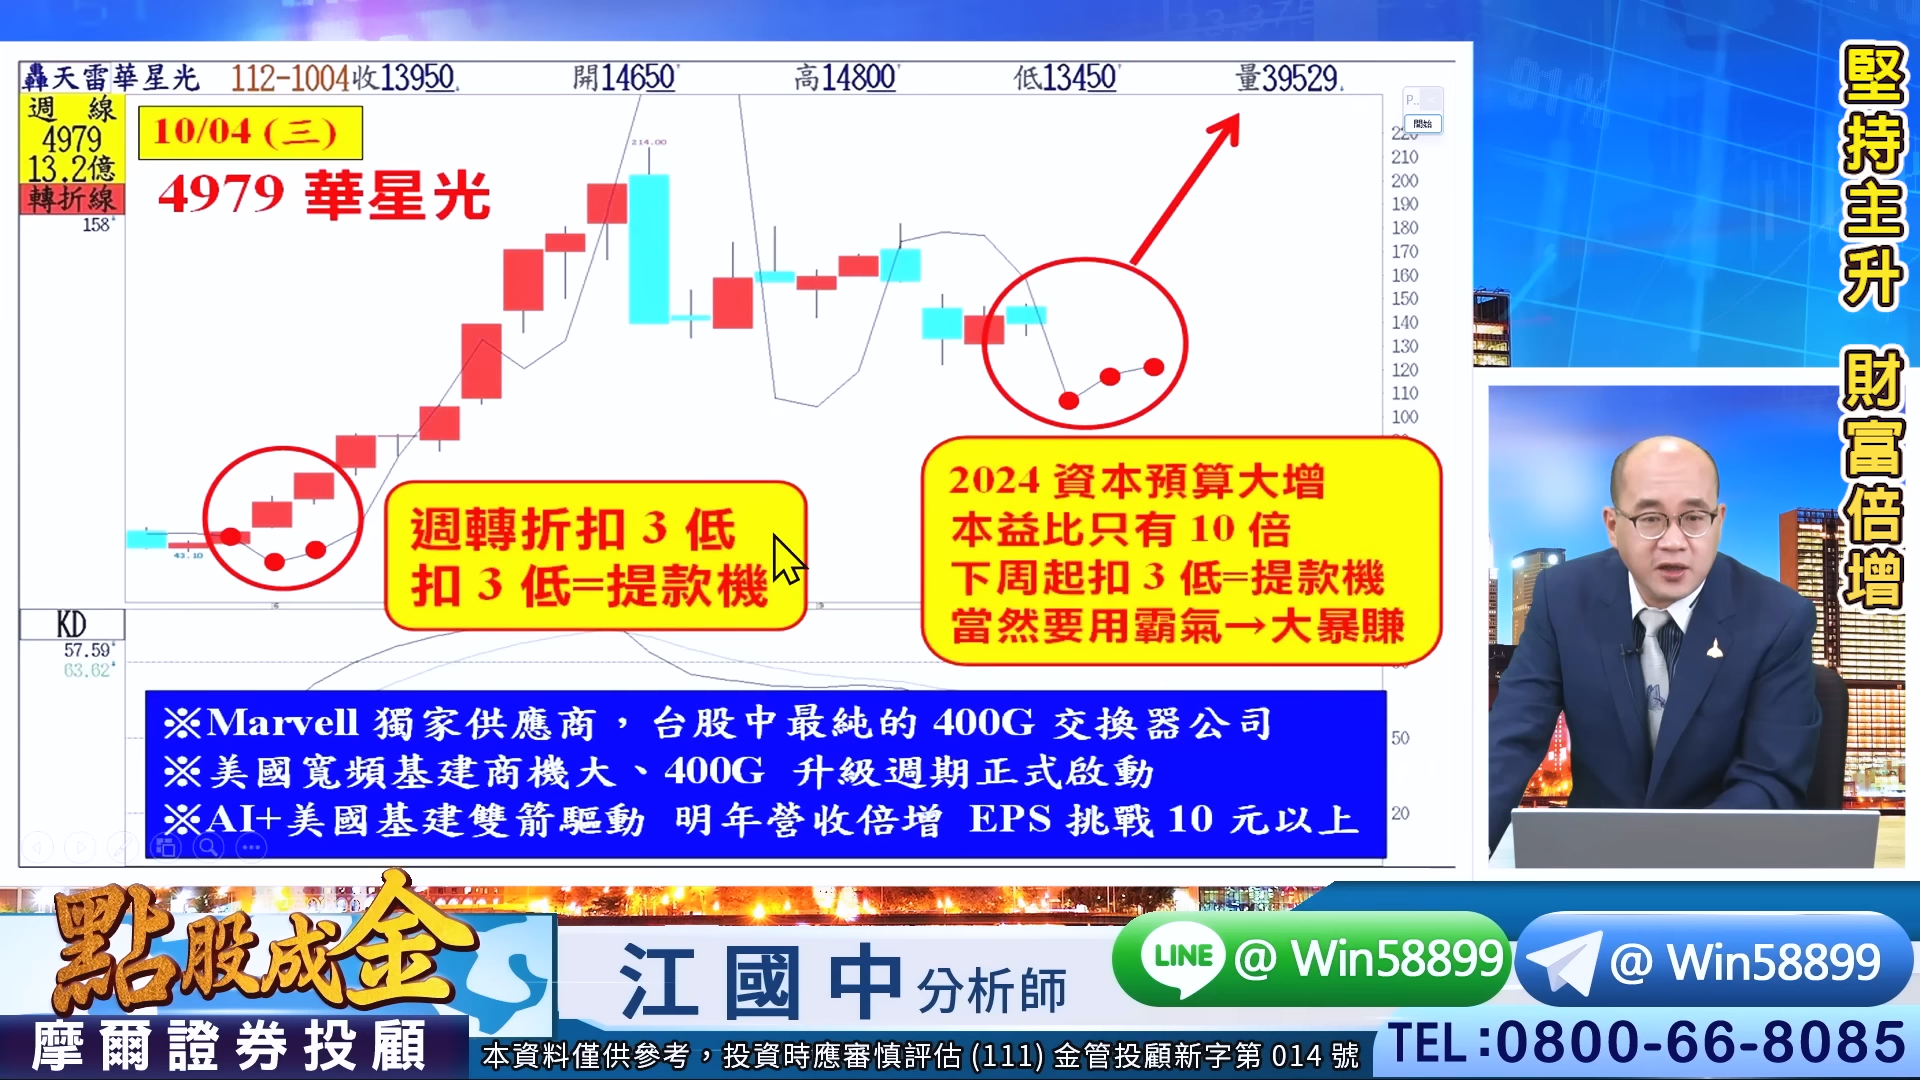 轟天雷華星光 112-1004收13950 開14650 高14800 低13450 量39529
週 線
4979
13.2億
轉折線
158
10/04 (三)
4979 華星光
214.00
43.10
220
210
200
190
180
170
160
150
140
130
120
110
100
P..
開始
週轉折扣 3 低
扣 3 低=提款機
2024 資本預算大增
本益比只有 10 倍
下周起扣 3 低=提款機
當然要用霸氣→大暴賺
6
9
KD
57.59
63.62
50
20
※Marvell 獨家供應商，台股中最純的 400G 交換器公司
※美國寬頻基建商機大、400G 升級週期正式啟動
※AI+美國基建雙箭驅動 明年營收倍增 EPS 挑戰 10 元以上
堅持主升 財富倍增
點股成金
摩爾證券投顧
江國中 分析師
LINE @ Win58899
@ Win58899
TEL:0800-66-8085
本資料僅供參考，投資時應審慎評估 (111) 金管投顧新字第 014 號